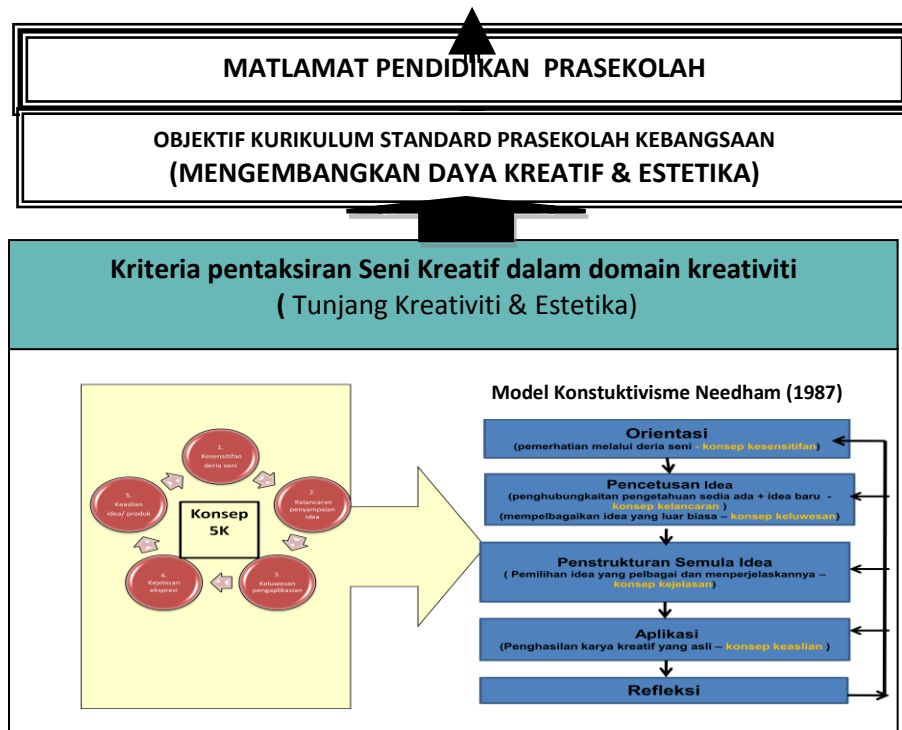 MATLAMAT PENDIDIKAN PRASEKOLAH
OBJEKTIF KURIKULUM STANDARD PRASEKOLAH KEBANGSAAN
(MENGEMBANGKAN DAYA KREATIF & ESTETIKA)
Kriteria pentaksiran Seni Kreatif dalam domain kreativiti
( Tunjang Kreativiti & Estetika)
1.
Kesensitifan
deria seni
2.
Kelancaran
penyampaian
idea
3.
Keluwesan
pengaplikasian
4.
Kejelasan
ekspresi
5.
Keaslian
idea/ produk
Konsep
5K
Model Konstuktivisme Needham (1987)
Orientasi
(pemerhatian melalui deria seni - konsep kesensitifan)
Pencetusan Idea
(penghubungkaitan pengetahuan sedia ada + idea baru -
konsep kelancaran )
(mempelbagaikan idea yang luar biasa – konsep keluwesan)
Penstrukturan Semula Idea
( Pemilihan idea yang pelbagai dan menperjelaskannya –
konsep kejelasan)
Aplikasi
(Penghasilan karya kreatif yang asli – konsep keaslian )
Refleksi